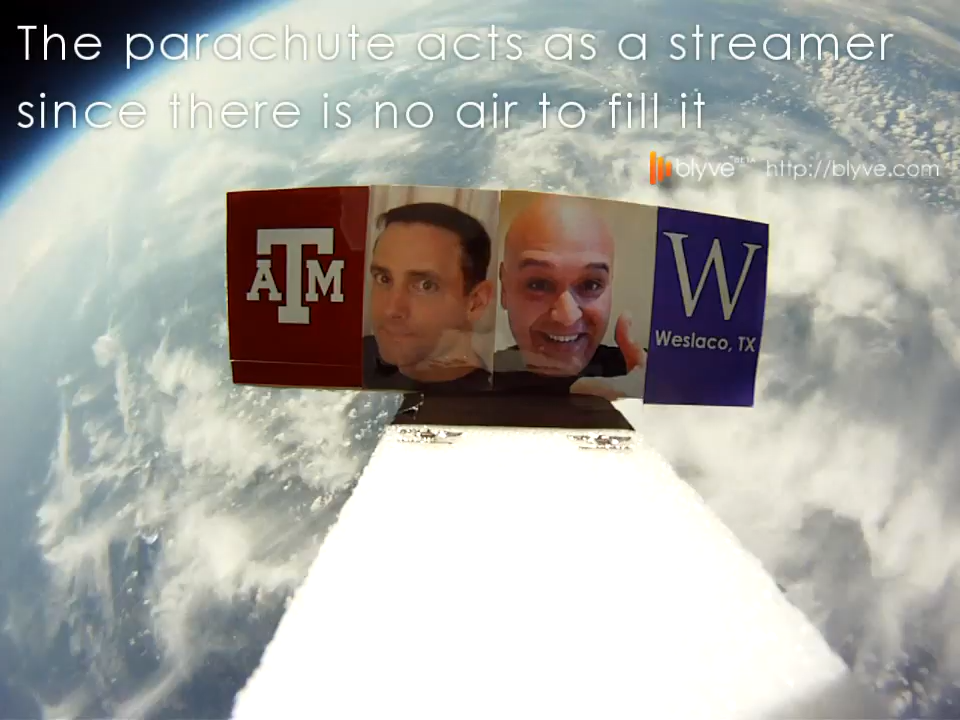 The parachute acts as a streamer
since there is no air to fill it
blyve BETA http://blyve.com
ATM
W
Weslaco, TX